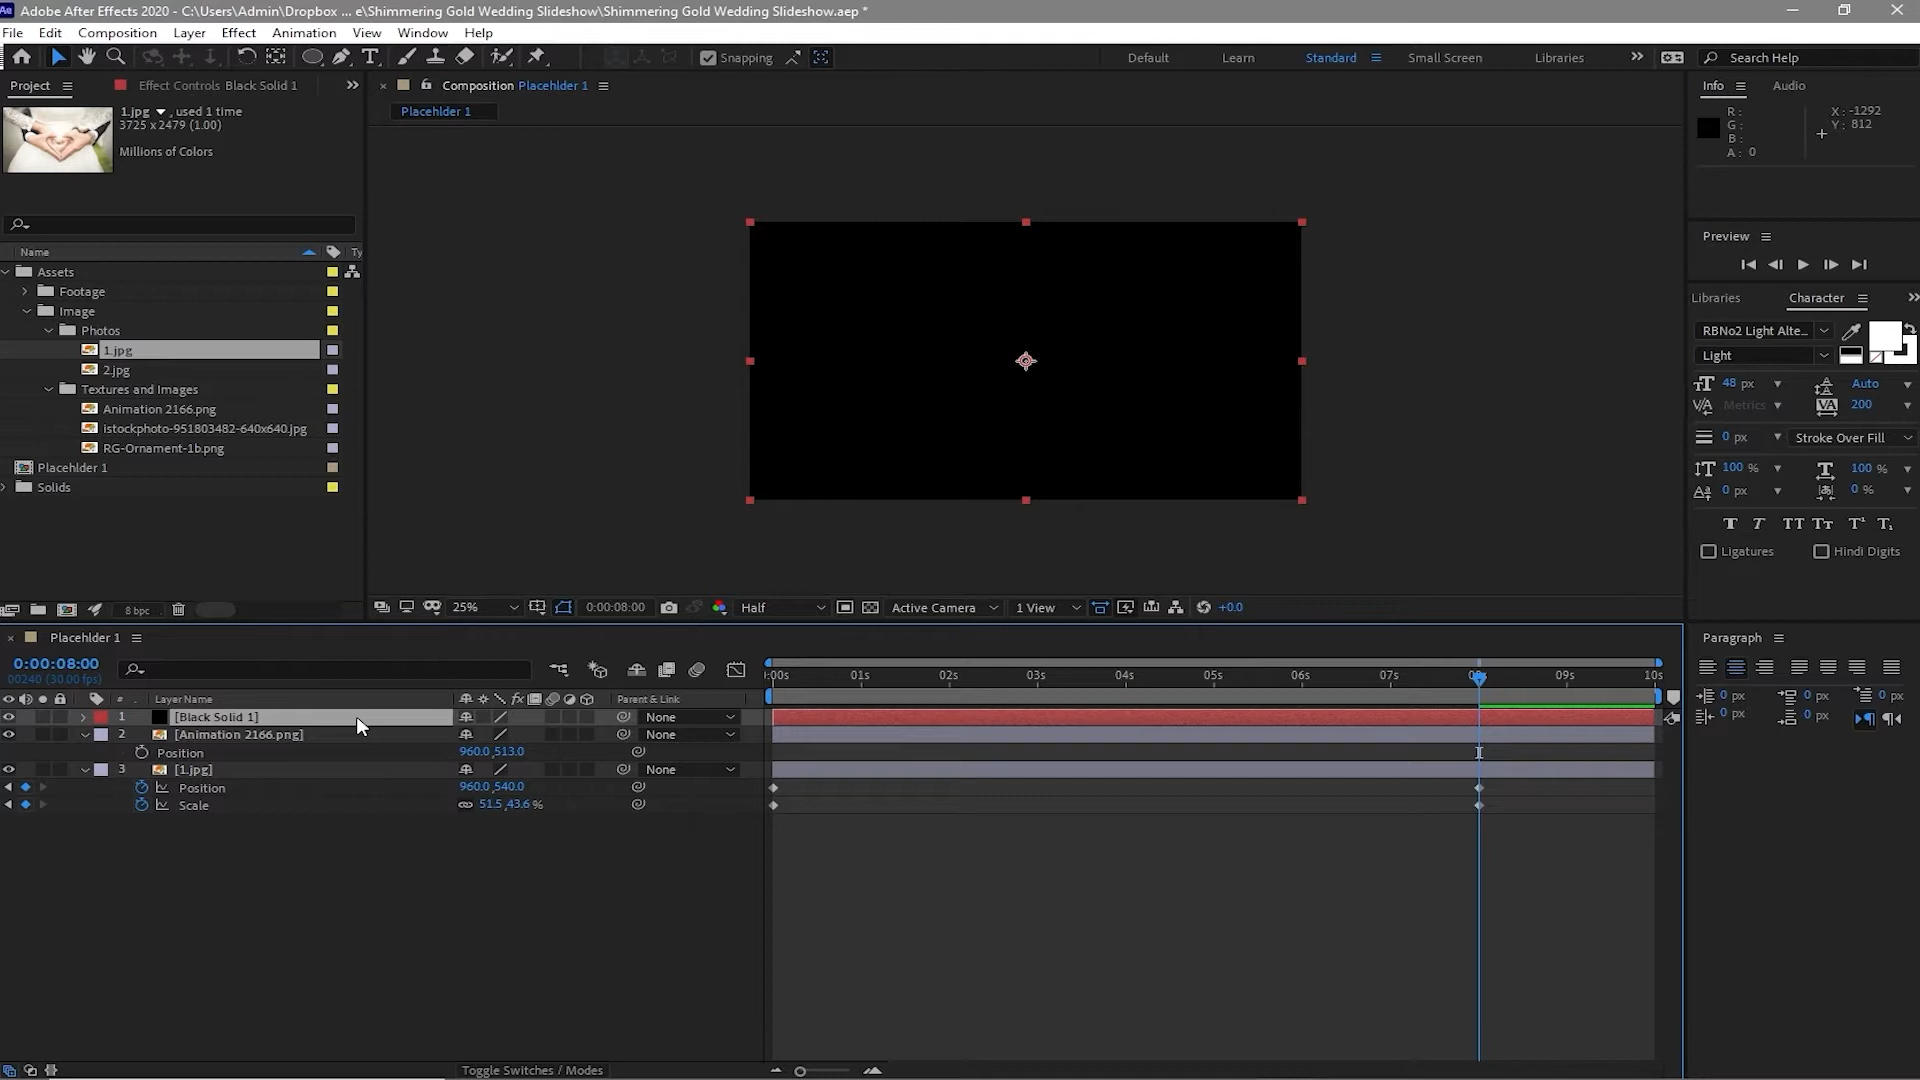 Ae Adobe After Effects 2020 - C:\Users\Admin\Dropbox ... e\Shimmering Gold Wedding Slideshow\Shimmering Gold Wedding Slideshow.aep *
File Edit Composition Layer Effect Animation View Window Help
Snapping
Default Learn Standard Small Screen Libraries
Search Help
Project
Effect Controls Black Solid 1
Composition Placehlder 1
Placehlder 1
1.jpg , used 1 time
3725 x 2479 (1.00)
Millions of Colors
Name Ty
Assets
Footage
Image
Photos
1.jpg
2.jpg
Textures and Images
Animation 2166.png
istockphoto-951803482-640x640.jpg
RG-Ornament-1b.png
Placehlder 1
Solids
8 bpc
25% 0:00:08:00 Half Active Camera 1 View +0.0
Info Audio
R :
G :
B :
A : 0
X : -1292
Y : 812
Preview
Libraries Character
RBNo2 Light Alte...
Light
48 px Auto
Metrics 200
0 px Stroke Over Fill
100 % 100 %
0 px 0 %
Ligatures Hindi Digits
Paragraph
0 px 0 px 0 px
0 px 0 px
Placehlder 1
0:00:08:00
00240 (30.00 fps)
# Layer Name Parent & Link
1 [Black Solid 1] None
2 [Animation 2166.png] None
Position 960.0,513.0
3 [1.jpg] None
Position 960.0,540.0
Scale 51.5,43.6 %
:00s 01s 02s 03s 04s 05s 06s 07s 09s 10s
Toggle Switches / Modes